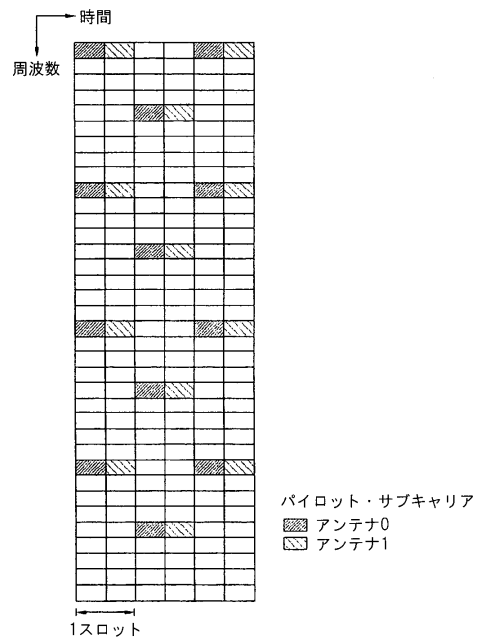 時間
周波数
パイロット・サブキャリア
アンテナ0
アンテナ1
1スロット